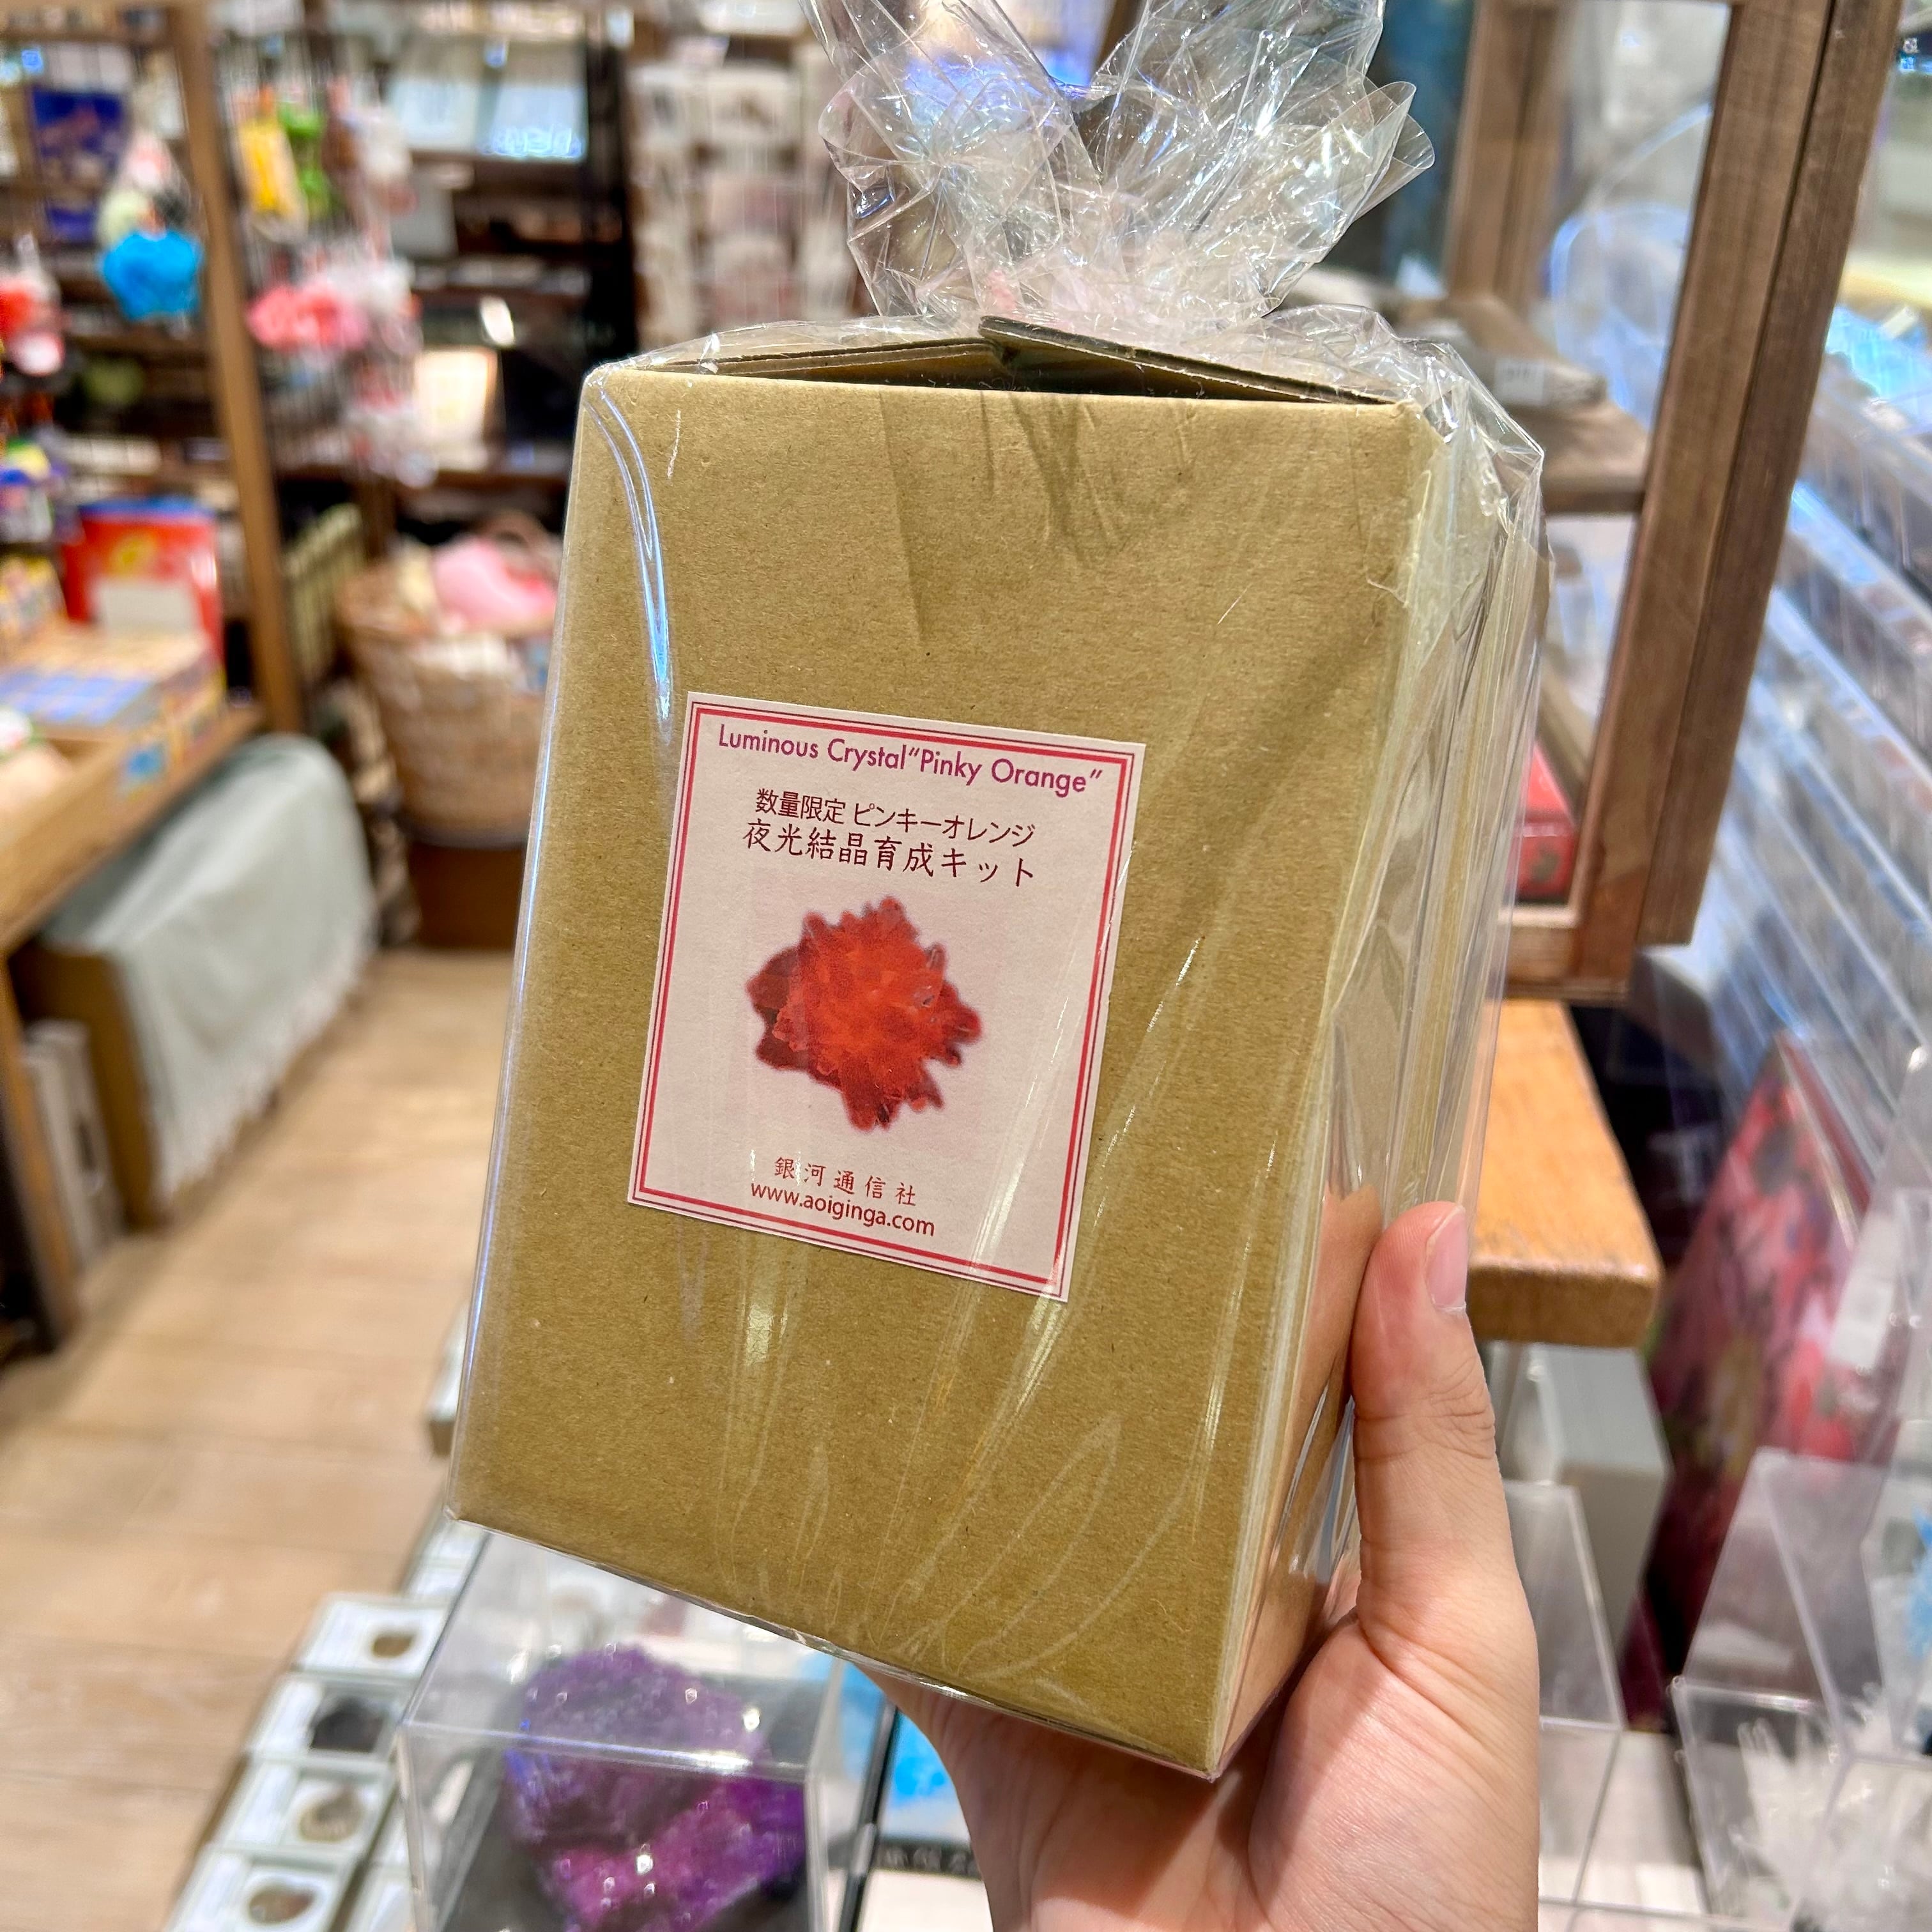 Luminous Crystal“Pinky Orange”
数量限定 ピンキーオレンジ
夜光結晶育成キット
銀河通信社
www.aoiginga.com